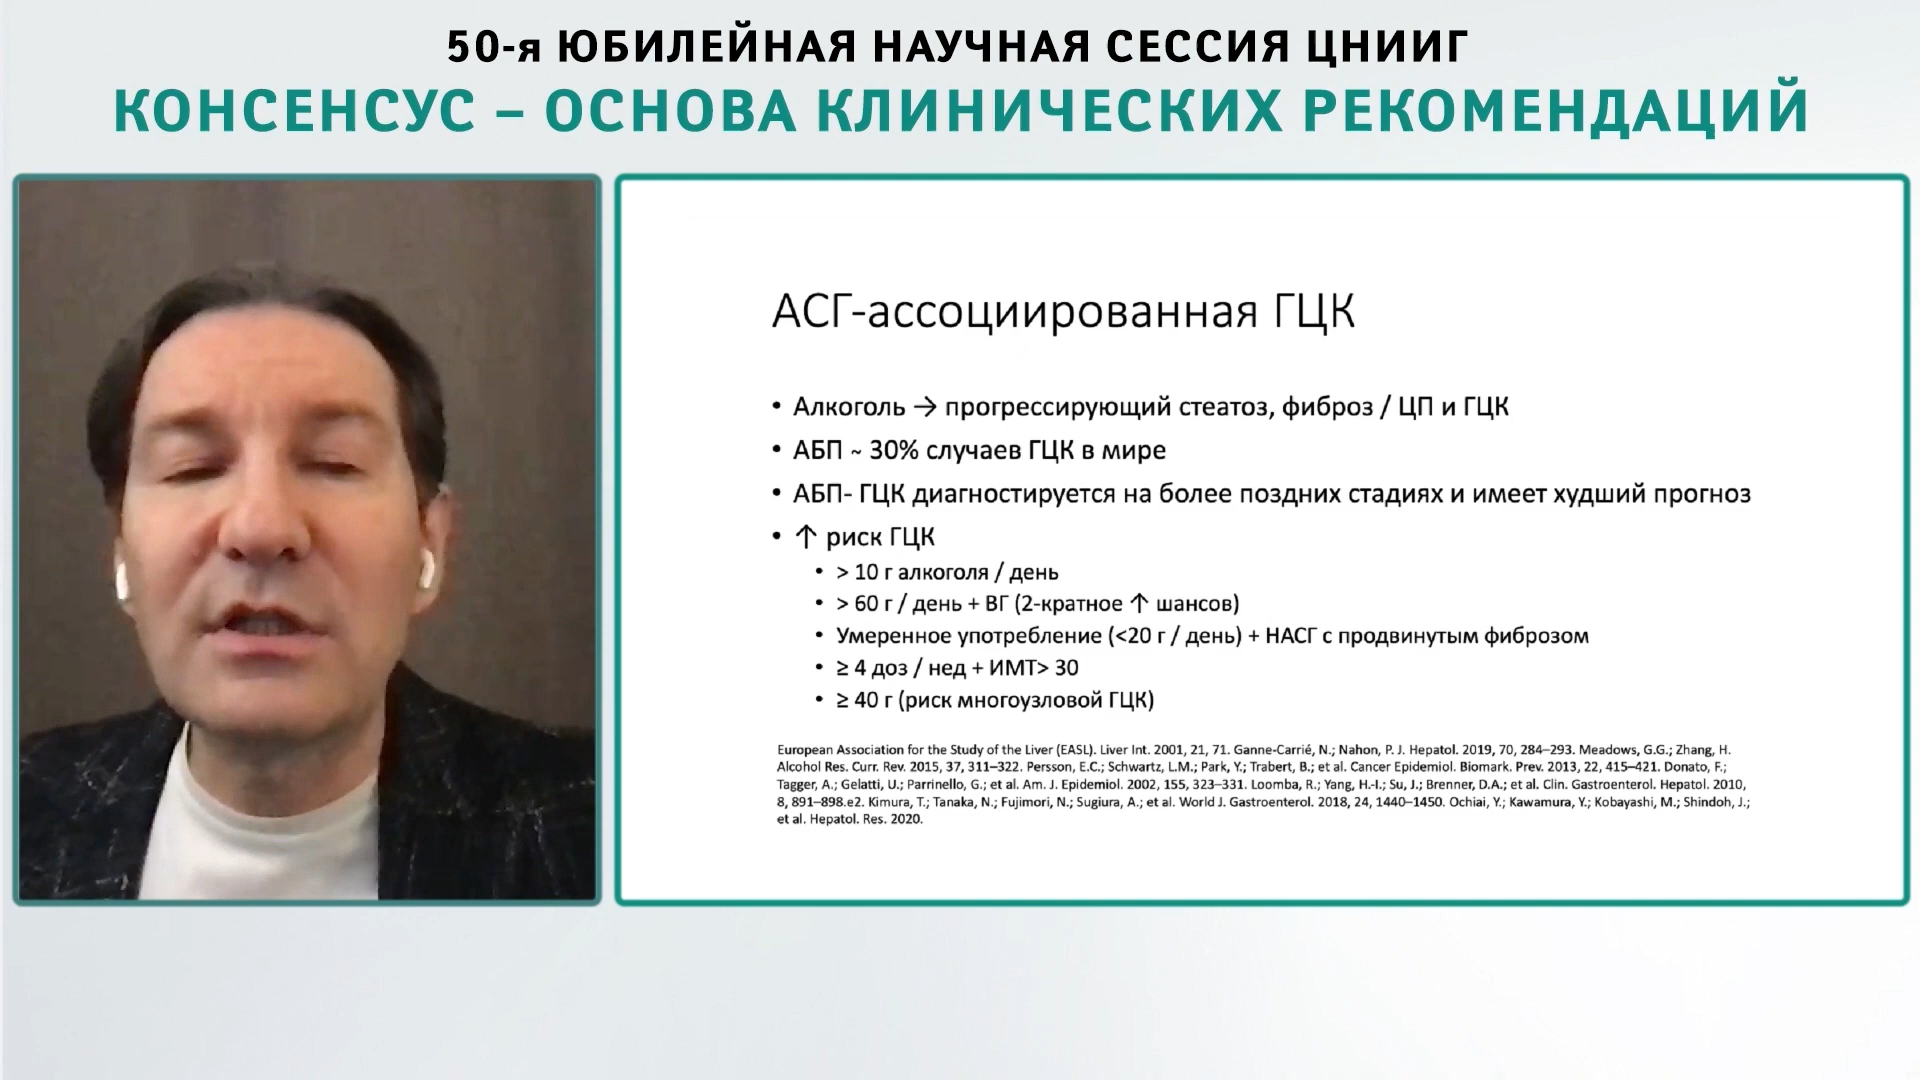 50-я ЮБИЛЕЙНАЯ НАУЧНАЯ СЕССИЯ ЦНИИГ
КОНСЕНСУС – ОСНОВА КЛИНИЧЕСКИХ РЕКОМЕНДАЦИЙ
АСГ-ассоциированная ГЦК
• Алкоголь → прогрессирующий стеатоз, фиброз / ЦП и ГЦК
• АБП ~ 30% случаев ГЦК в мире
• АБП- ГЦК диагностируется на более поздних стадиях и имеет худший прогноз
• ↑ риск ГЦК
• > 10 г алкоголя / день
• > 60 г / день + ВГ (2-кратное ↑ шансов)
• Умеренное употребление (<20 г / день) + НАСГ с продвинутым фиброзом
• ≥ 4 доз / нед + ИМТ> 30
• ≥ 40 г (риск многоузловой ГЦК)
European Association for the Study of the Liver (EASL). Liver Int. 2001, 21, 71. Ganne-Carrié, N.; Nahon, P. J. Hepatol. 2019, 70, 284–293. Meadows, G.G.; Zhang, H.
Alcohol Res. Curr. Rev. 2015, 37, 311–322. Persson, E.C.; Schwartz, L.M.; Park, Y.; Trabert, B.; et al. Cancer Epidemiol. Biomark. Prev. 2013, 22, 415–421. Donato, F.;
Tagger, A.; Gelatti, U.; Parrinello, G.; et al. Am. J. Epidemiol. 2002, 155, 323–331. Loomba, R.; Yang, H.-I.; Su, J.; Brenner, D.A.; et al. Clin. Gastroenterol. Hepatol. 2010,
8, 891–898.e2. Kimura, T.; Tanaka, N.; Fujimori, N.; Sugiura, A.; et al. World J. Gastroenterol. 2018, 24, 1440–1450. Ochiai, Y.; Kawamura, Y.; Kobayashi, M.; Shindoh, J.;
et al. Hepatol. Res. 2020.